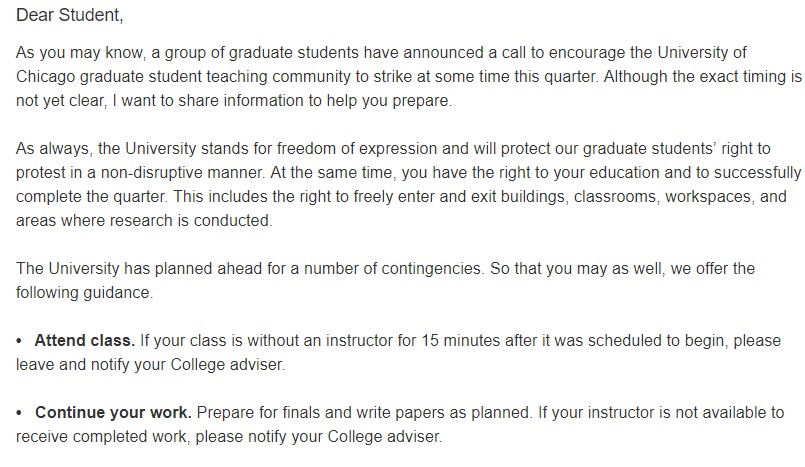 Dear Student,
As you may know, a group of graduate students have announced a call to encourage the University of
Chicago graduate student teaching community to strike at some time this quarter. Although the exact timing is
not yet clear, I want to share information to help you prepare.
As always, the University stands for freedom of expression and will protect our graduate students’ right to
protest in a non-disruptive manner. At the same time, you have the right to your education and to successfully
complete the quarter. This includes the right to freely enter and exit buildings, classrooms, workspaces, and
areas where research is conducted.
The University has planned ahead for a number of contingencies. So that you may as well, we offer the
following guidance.
• Attend class. If your class is without an instructor for 15 minutes after it was scheduled to begin, please
leave and notify your College adviser.
• Continue your work. Prepare for finals and write papers as planned. If your instructor is not available to
receive completed work, please notify your College adviser.